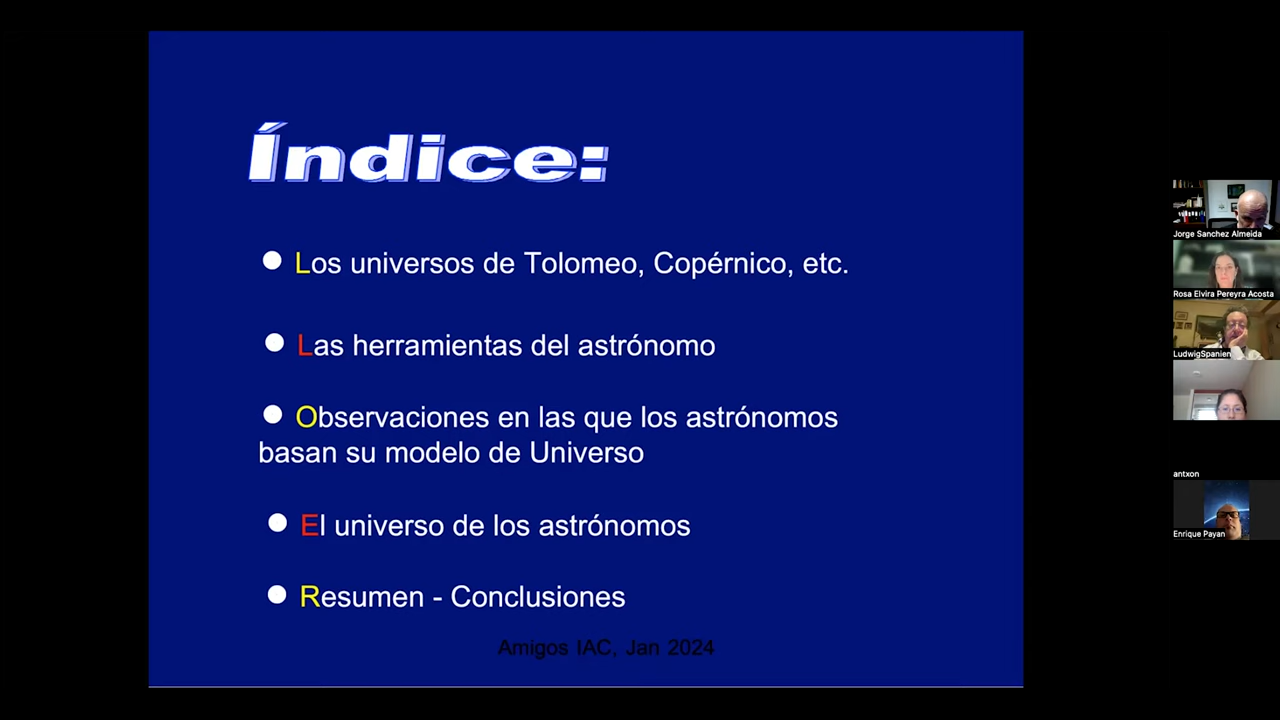 Índice:
Los universos de Tolomeo, Copérnico, etc.
Las herramientas del astrónomo
Observaciones en las que los astrónomos
basan su modelo de Universo
El universo de los astrónomos
Resumen - Conclusiones
Amigos IAC, Jan 2024
Jorge Sanchez Almeida
Rosa Elvira Pereyra Acosta
LudwigSpanien
antxon
Enrique Payan